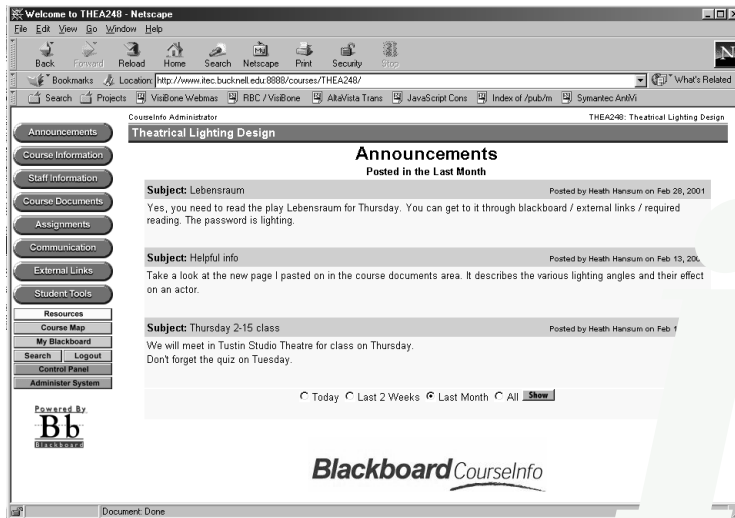 Welcome to THEA248 - Netscape
File Edit View Go Window Help
Back Forward Reload Home Search Netscape Print Security Stop
Bookmarks Location: http://www.itec.bucknell.edu:8888/courses/THEA248/ What's Related
Search Projects VisiBone Webmas RBC / VisiBone AltaVista Trans JavaScript Cons Index of /pub/m Symantec AntiVi
CourseInfo Administrator THEA248: Theatrical Lighting Design
Theatrical Lighting Design
Announcements
Course Information
Staff Information
Course Documents
Assignments
Communication
External Links
Student Tools
Resources
Course Map
My Blackboard
Search Logout
Control Panel
Administer System
Powered By
Bb
Blackboard
Announcements
Posted in the Last Month
Subject: Lebensraum Posted by Heath Hansum on Feb 28, 2001
Yes, you need to read the play Lebensraum for Thursday. You can get to it through blackboard / external links / required
reading. The password is lighting.
Subject: Helpful info Posted by Heath Hansum on Feb 13, 200
Take a look at the new page I pasted on in the course documents area. It describes the various lighting angles and their effect
on an actor.
Subject: Thursday 2-15 class Posted by Heath Hansum on Feb 1
We will meet in Tustin Studio Theatre for class on Thursday.
Don't forget the quiz on Tuesday.
Today Last 2 Weeks Last Month All Show
Blackboard CourseInfo
Document: Done